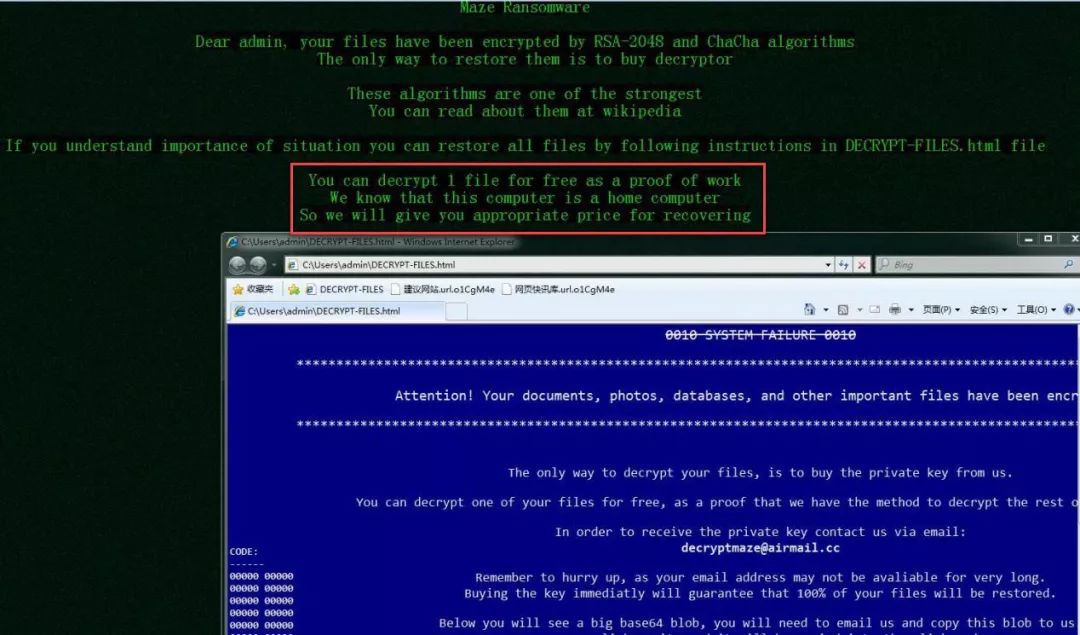 Maze Ransomware
Dear admin, your files have been encrypted by RSA-2048 and ChaCha algorithms
The only way to restore them is to buy decryptor
These algorithms are one of the strongest
You can read about them at wikipedia
If you understand importance of situation you can restore all files by following instructions in DECRYPT-FILES.html file
You can decrypt 1 file for free as a proof of work
We know that this computer is a home computer
So we will give you appropriate price for recovering
C:\Users\admin\DECRYPT-FILES.html - Windows Internet Explorer
C:\Users\admin\DECRYPT-FILES.html
Bing
收藏夹 DECRYPT-FILES 建议网站.url.o1CgM4e 网页快讯库.url.o1CgM4e
C:\Users\admin\DECRYPT-FILES.html 页面(P) 安全(S) 工具(O)
0010 SYSTEM FAILURE 0010
*********************************************************************************************
Attention! Your documents, photos, databases, and other important files have been encr
*********************************************************************************************
The only way to decrypt your files, is to buy the private key from us.
You can decrypt one of your files for free, as a proof that we have the method to decrypt the rest o
In order to receive the private key contact us via email:
decryptmaze@airmail.cc
Remember to hurry up, as your email address may not be avaliable for very long.
Buying the key immediatly will guarantee that 100% of your files will be restored.
Below you will see a big base64 blob, you will need to email us and copy this blob to us
CODE:
------
00000 00000
00000 00000
00000 00000
00000 00000
00000 00000